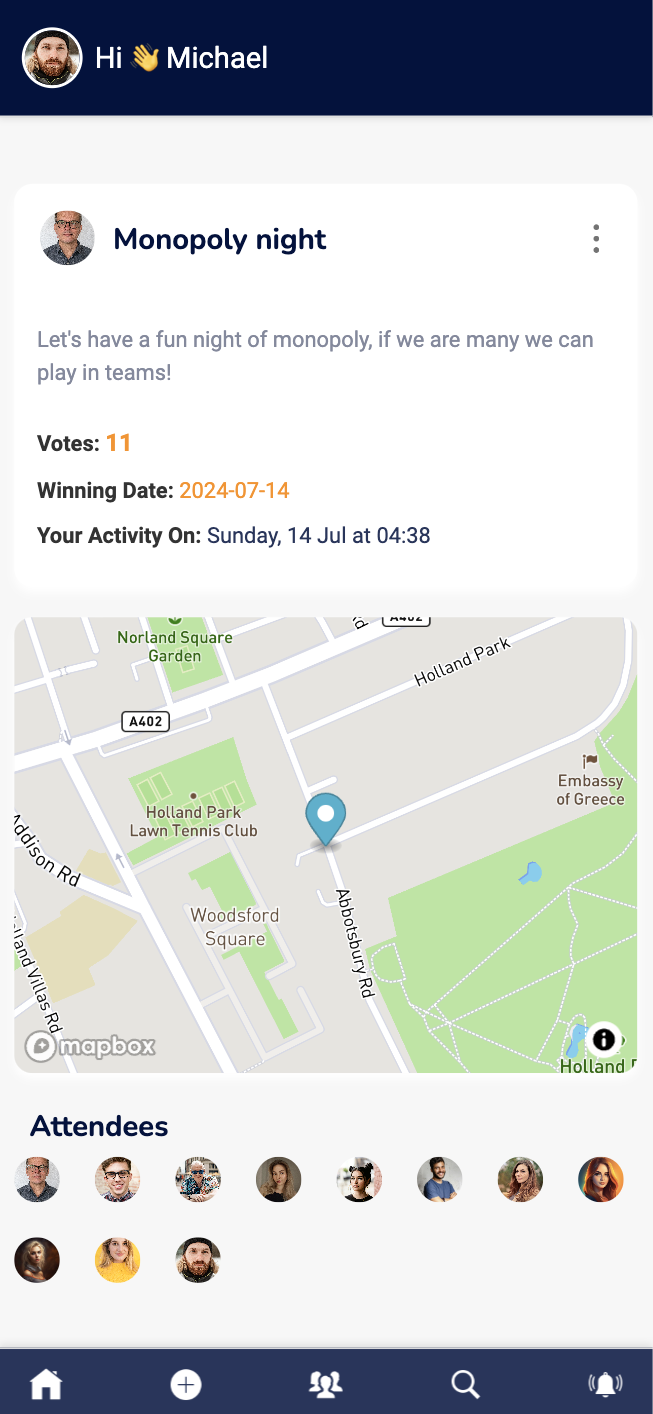 Hi 👋 Michael
Monopoly night
Let's have a fun night of monopoly, if we are many we can
play in teams!
Votes: 11
Winning Date: 2024-07-14
Your Activity On: Sunday, 14 Jul at 04:38
A402
Norland Square
Garden
Holland Park
A402
Embassy
of Greece
Holland Park
Lawn Tennis Club
Addison Rd
Woodsford
Square
Abbotsbury Rd
lland Villas Rd
mapbox
Holland
Attendees